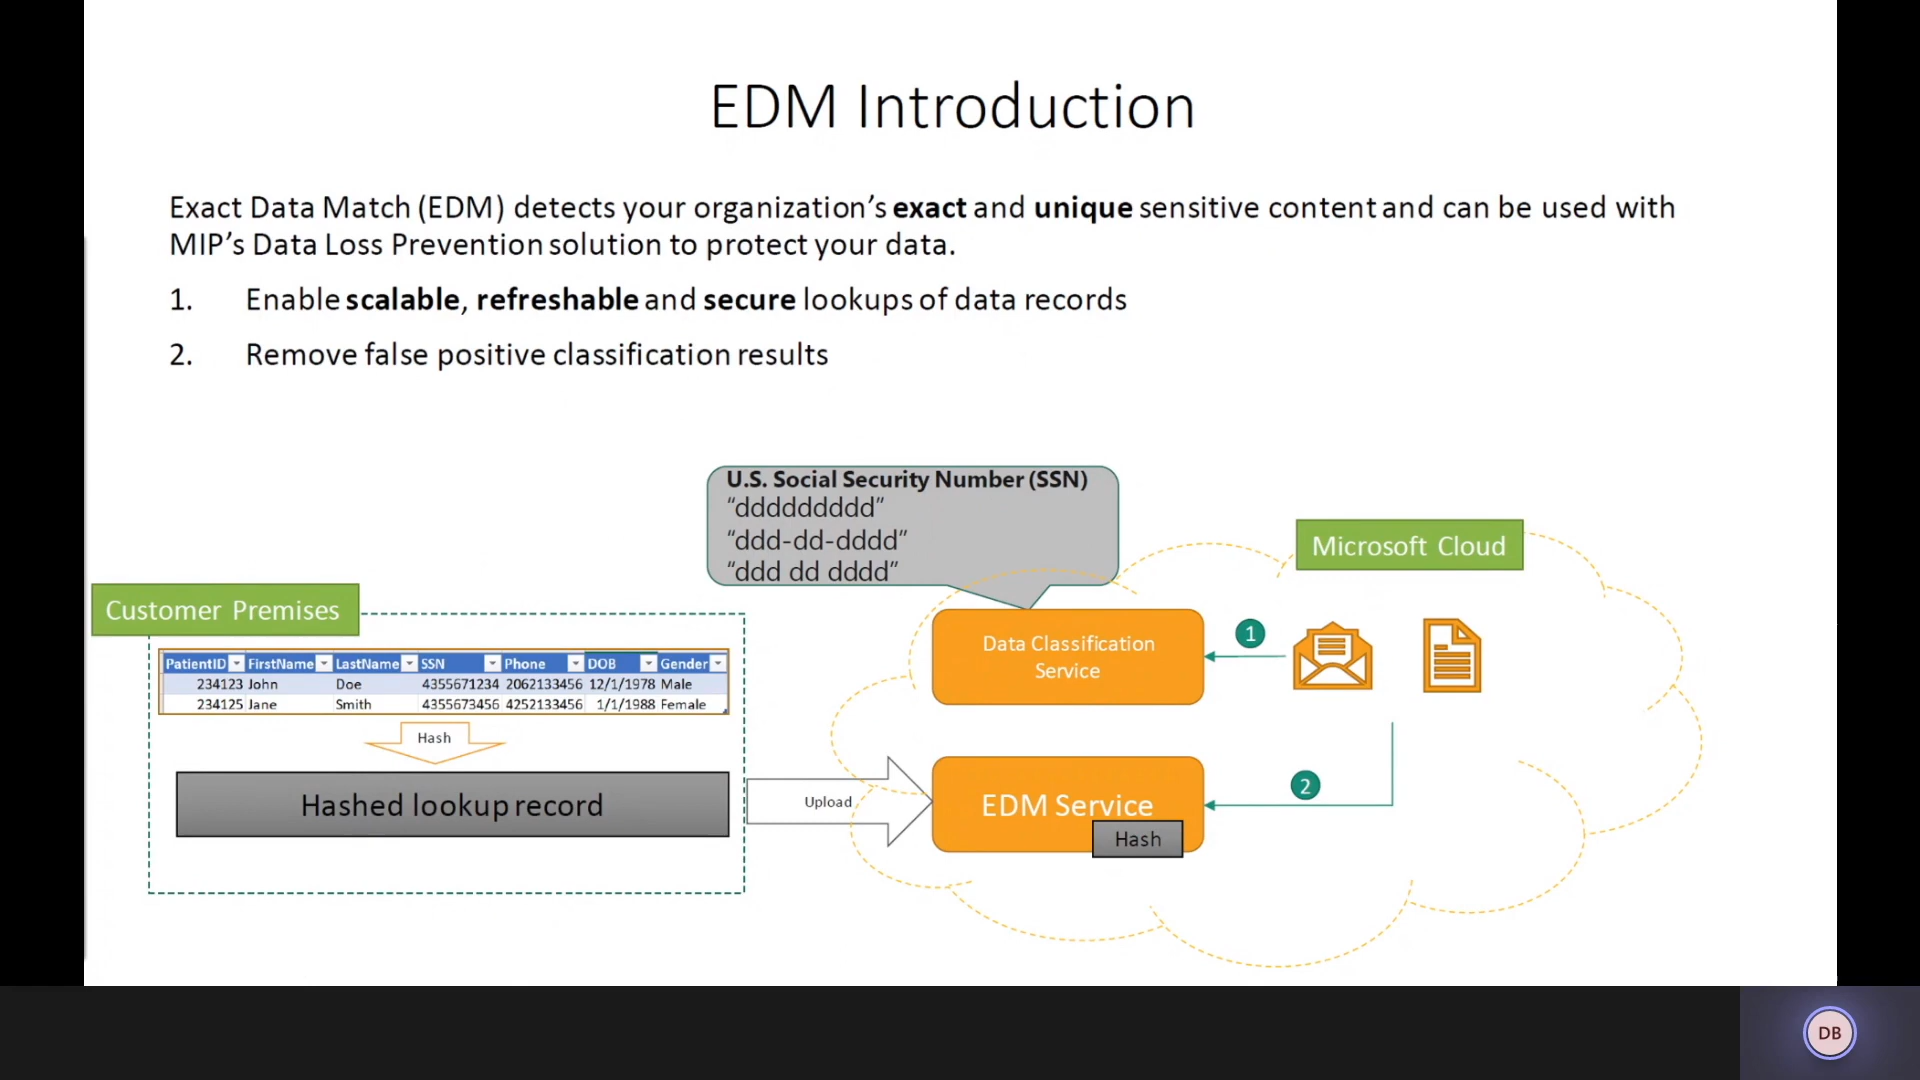 EDM Introduction
Exact Data Match (EDM) detects your organization’s exact and unique sensitive content and can be used with
MIP’s Data Loss Prevention solution to protect your data.
1. Enable scalable, refreshable and secure lookups of data records
2. Remove false positive classification results
U.S. Social Security Number (SSN)
“ddddddddd”
“ddd-dd-dddd”
“ddd dd dddd”
Microsoft Cloud
Customer Premises
Data Classification
Service
1
PatientID FirstName LastName SSN Phone DOB Gender
234123 John Doe 4355671234 2062133456 12/1/1978 Male
234125 Jane Smith 4355673456 4252133456 1/1/1988 Female
Hash
Hashed lookup record
Upload
EDM Service
Hash
2
DB